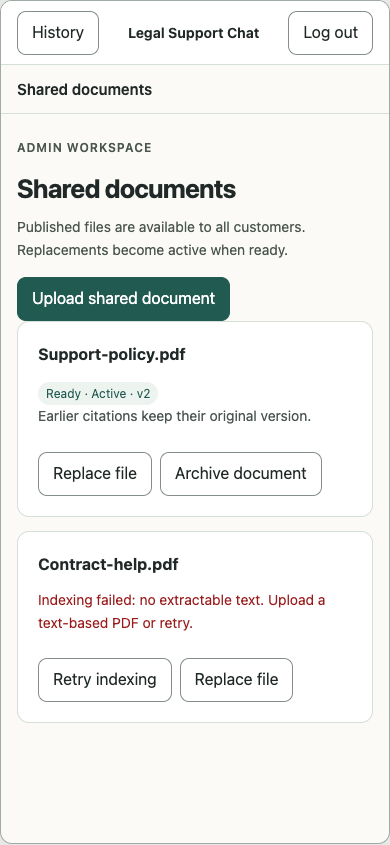 History
Legal Support Chat
Log out
Shared documents
ADMIN WORKSPACE
Shared documents
Published files are available to all customers.
Replacements become active when ready.
Upload shared document
Support-policy.pdf
Ready · Active · v2
Earlier citations keep their original version.
Replace file
Archive document
Contract-help.pdf
Indexing failed: no extractable text. Upload a
text-based PDF or retry.
Retry indexing
Replace file